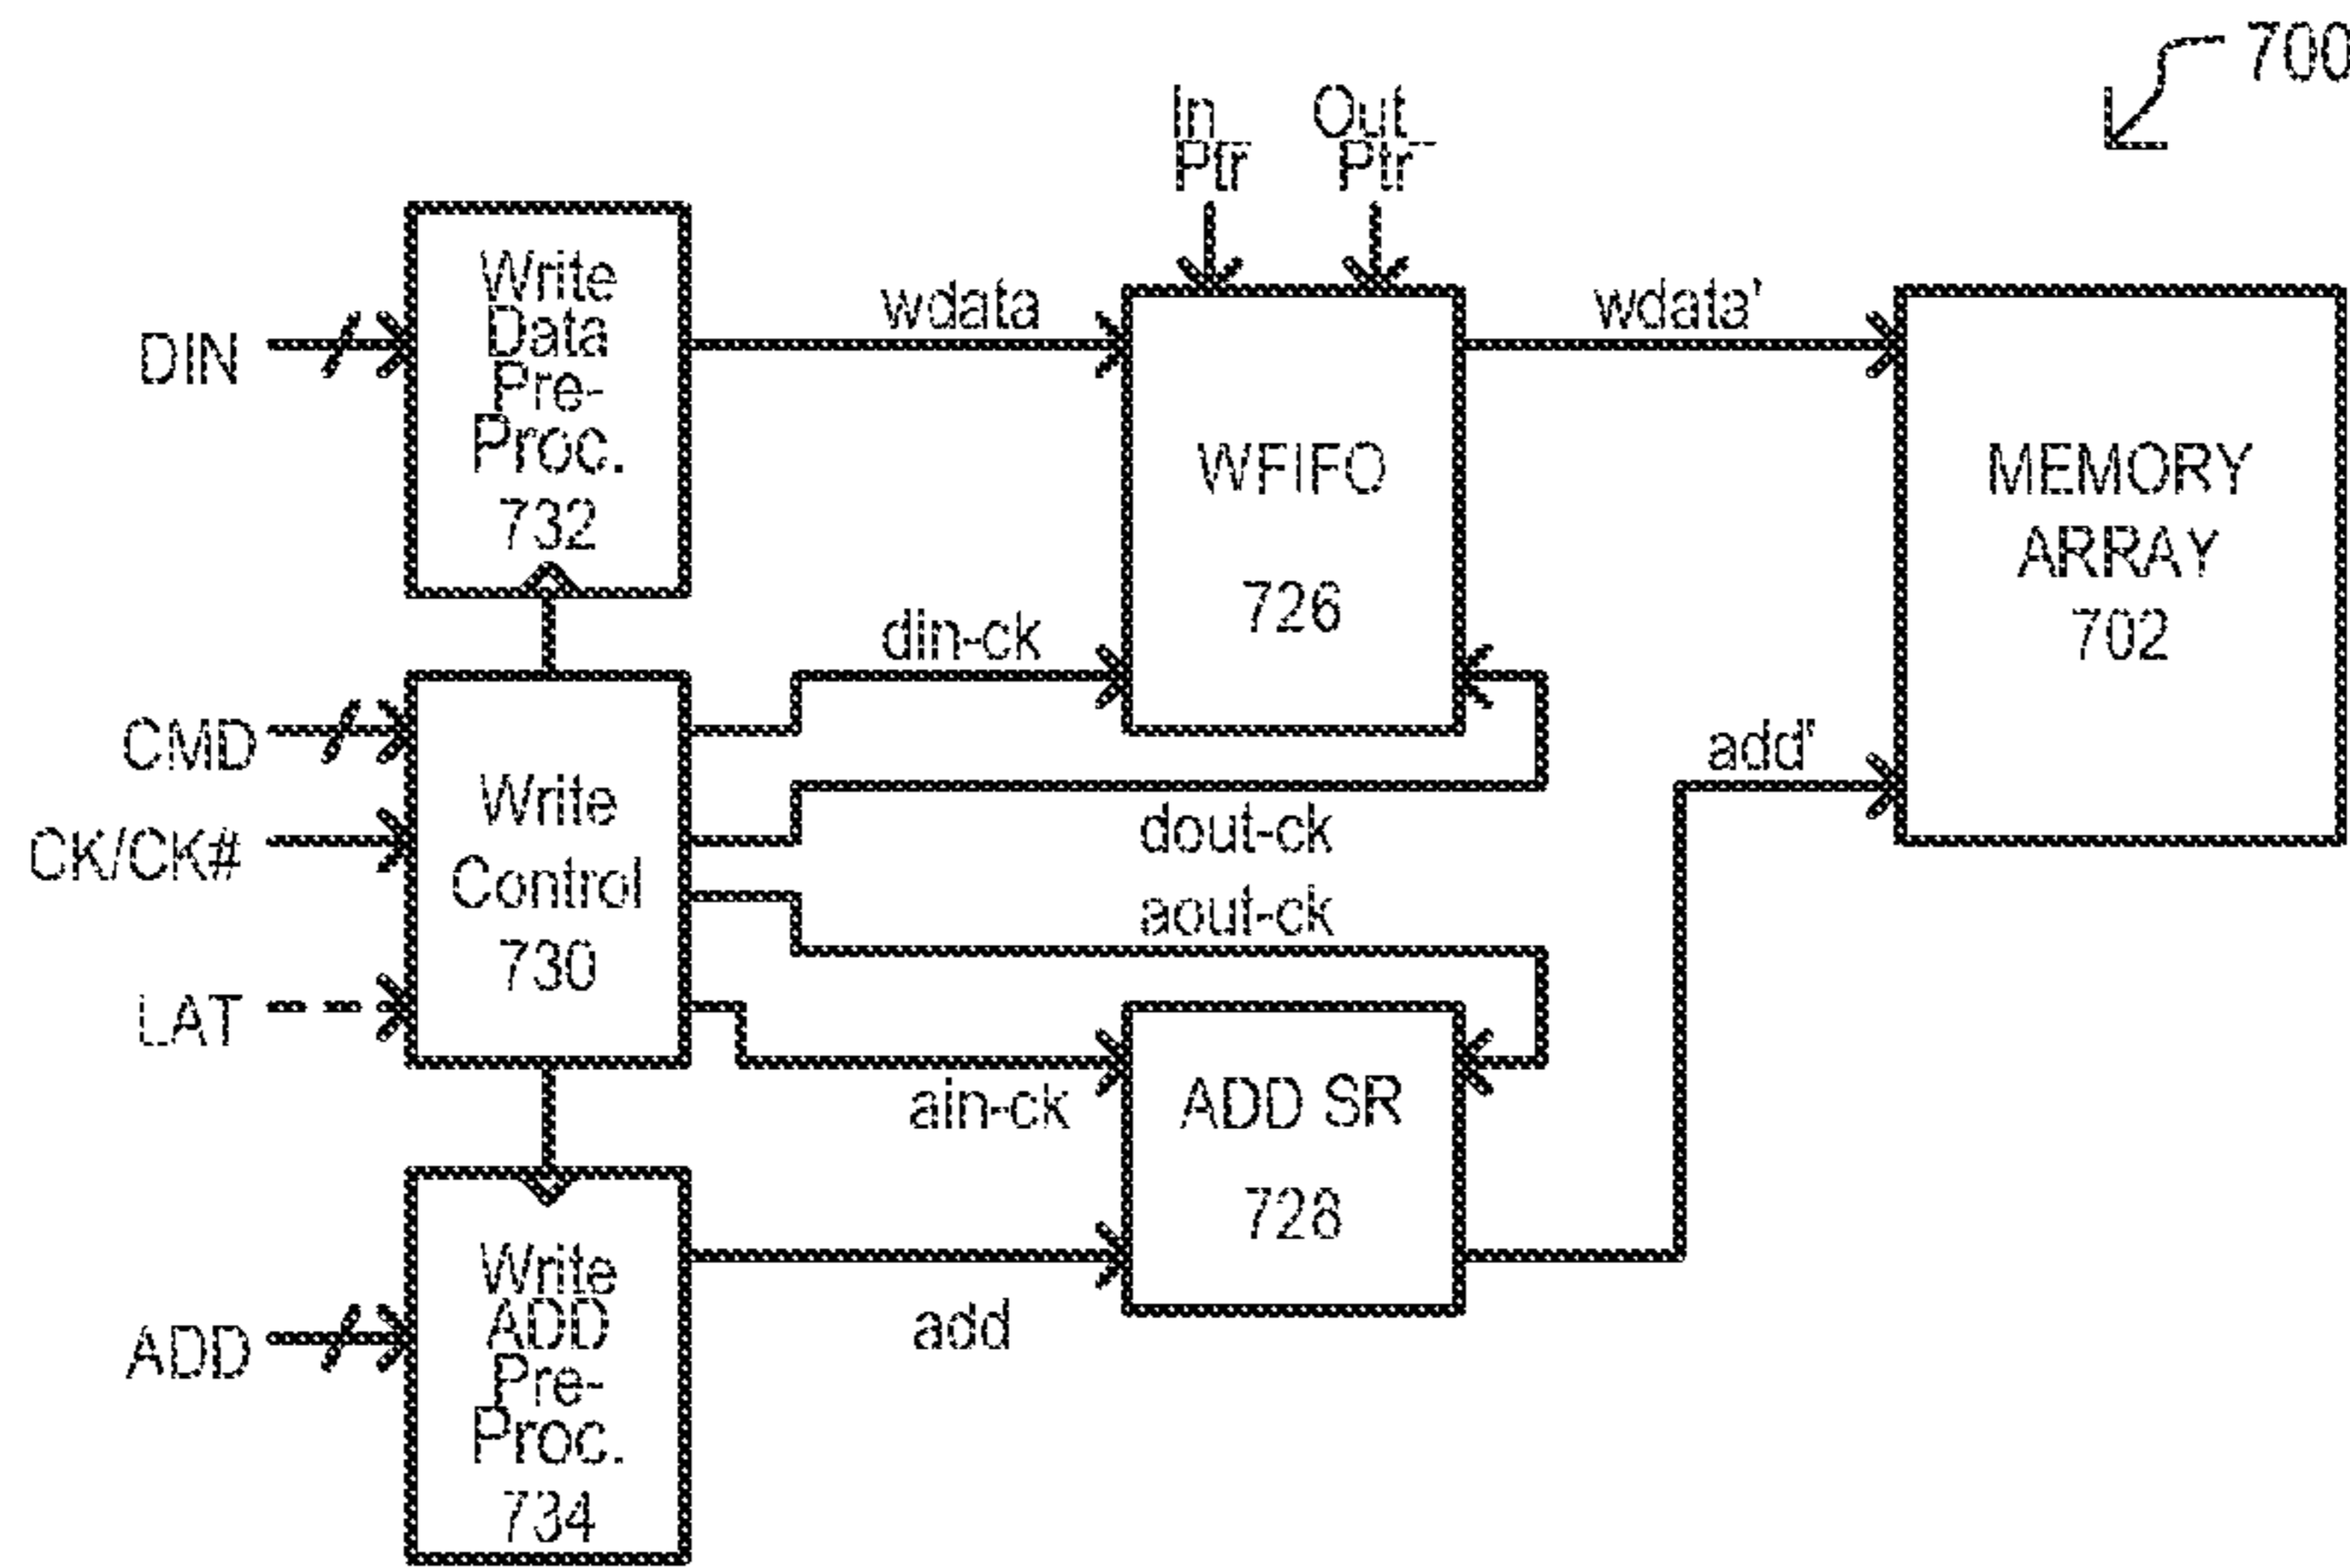 700
In_ Out_
Ptr Ptr
Write
Data
Pre-
Proc.
732
DIN
wdata
WFIFO
726
wdata'
MEMORY
ARRAY
702
din-ck
CMD
CK/CK#
LAT
Write
Control
730
dout-ck
aout-ck
ain-ck
add'
ADD SR
728
Write
ADD
Pre-
Proc.
734
ADD
add